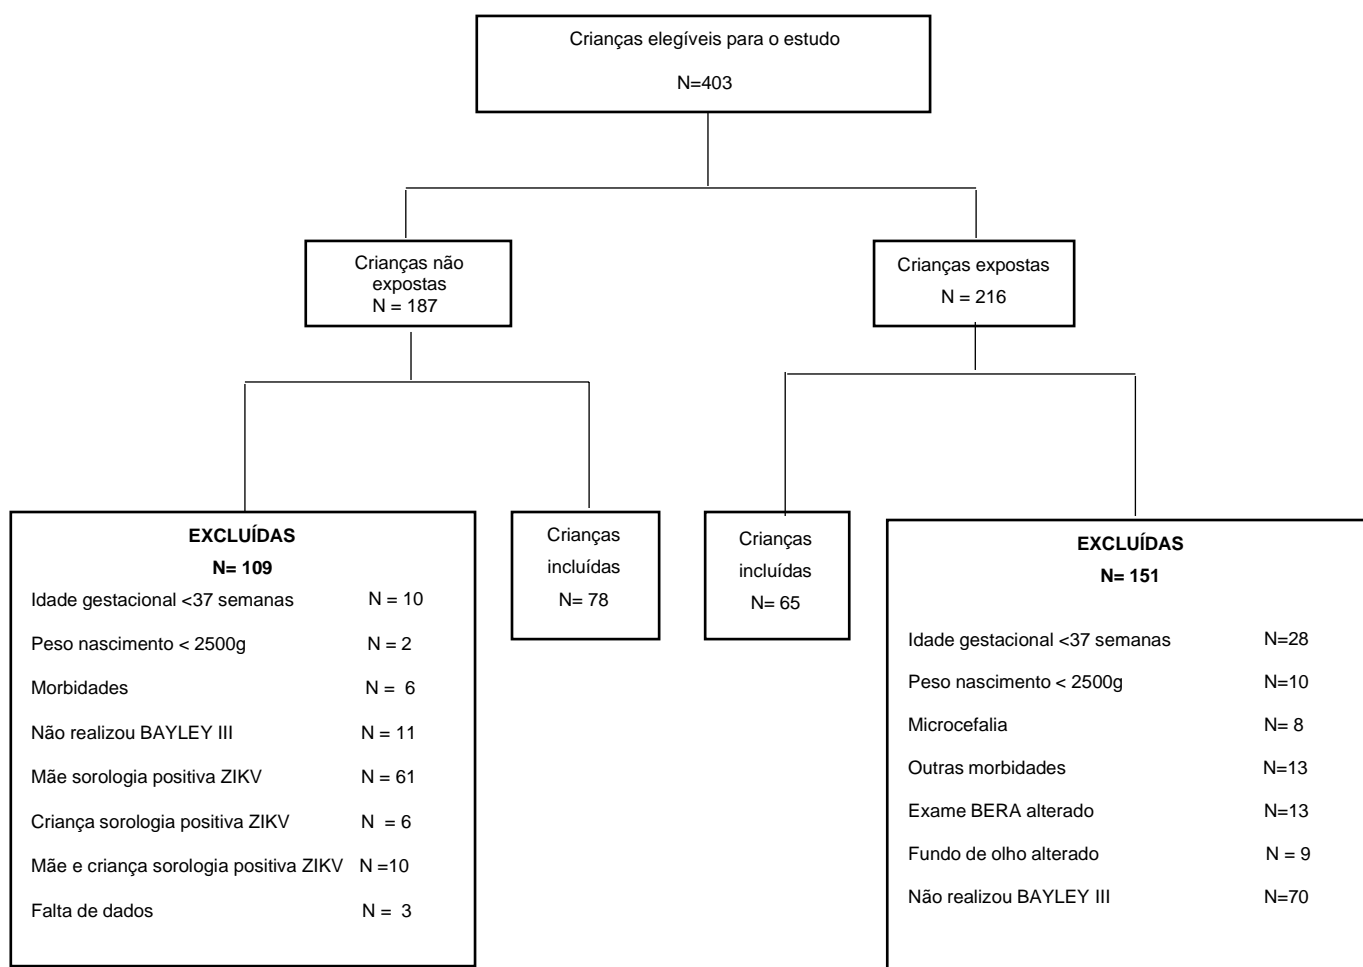 Crianças elegíveis para o estudo
N=403
Crianças não
expostas
N = 187
Crianças expostas
N = 216
EXCLUÍDAS
N= 109
Idade gestacional <37 semanas N = 10
Peso nascimento < 2500g N = 2
Morbidades N = 6
Não realizou BAYLEY III N = 11
Mãe sorologia positiva ZIKV N = 61
Criança sorologia positiva ZIKV N = 6
Mãe e criança sorologia positiva ZIKV N =10
Falta de dados N = 3
Crianças
incluídas
N= 78
Crianças
incluídas
N= 65
EXCLUÍDAS
N= 151
Idade gestacional <37 semanas N=28
Peso nascimento < 2500g N=10
Microcefalia N= 8
Outras morbidades N=13
Exame BERA alterado N=13
Fundo de olho alterado N = 9
Não realizou BAYLEY III N=70